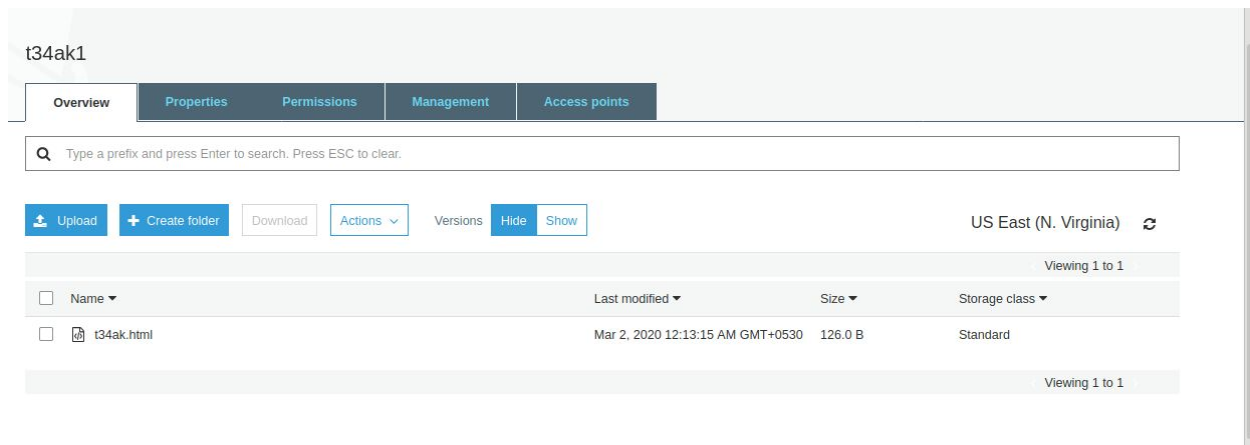 t34ak1
Overview Properties Permissions Management Access points
Type a prefix and press Enter to search. Press ESC to clear.
Upload Create folder Download Actions Versions Hide Show US East (N. Virginia)
Viewing 1 to 1
Name Last modified Size Storage class
t34ak.html Mar 2, 2020 12:13:15 AM GMT+0530 126.0 B Standard
Viewing 1 to 1